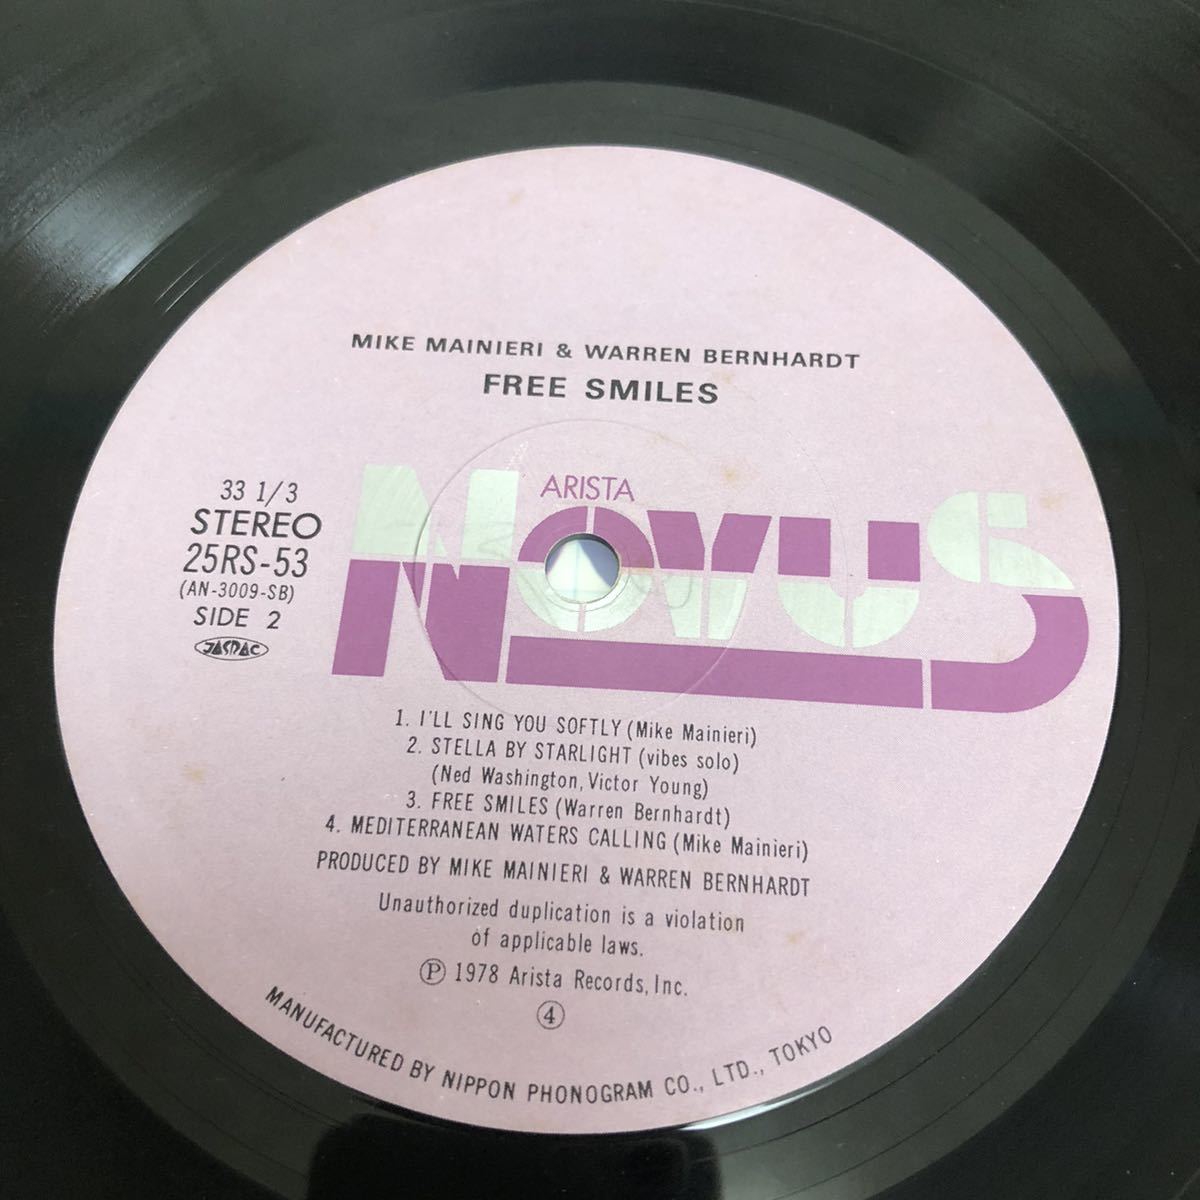 MIKE MAINIERI & WARREN BERNHARDT
FREE SMILES
ARISTA
NOVUS
33 1/3
STEREO
25RS-53
(AN-3009-SB)
SIDE 2
JASRAC
1. I'LL SING YOU SOFTLY (Mike Mainieri)
2. STELLA BY STARLIGHT (vibes solo)
(Ned Washington, Victor Young)
3. FREE SMILES (Warren Bernhardt)
4. MEDITERRANEAN WATERS CALLING (Mike Mainieri)
PRODUCED BY MIKE MAINIERI & WARREN BERNHARDT
Unauthorized duplication is a violation
of applicable laws.
Ⓟ 1978 Arista Records, Inc.
④
MANUFACTURED BY NIPPON PHONOGRAM CO., LTD., TOKYO